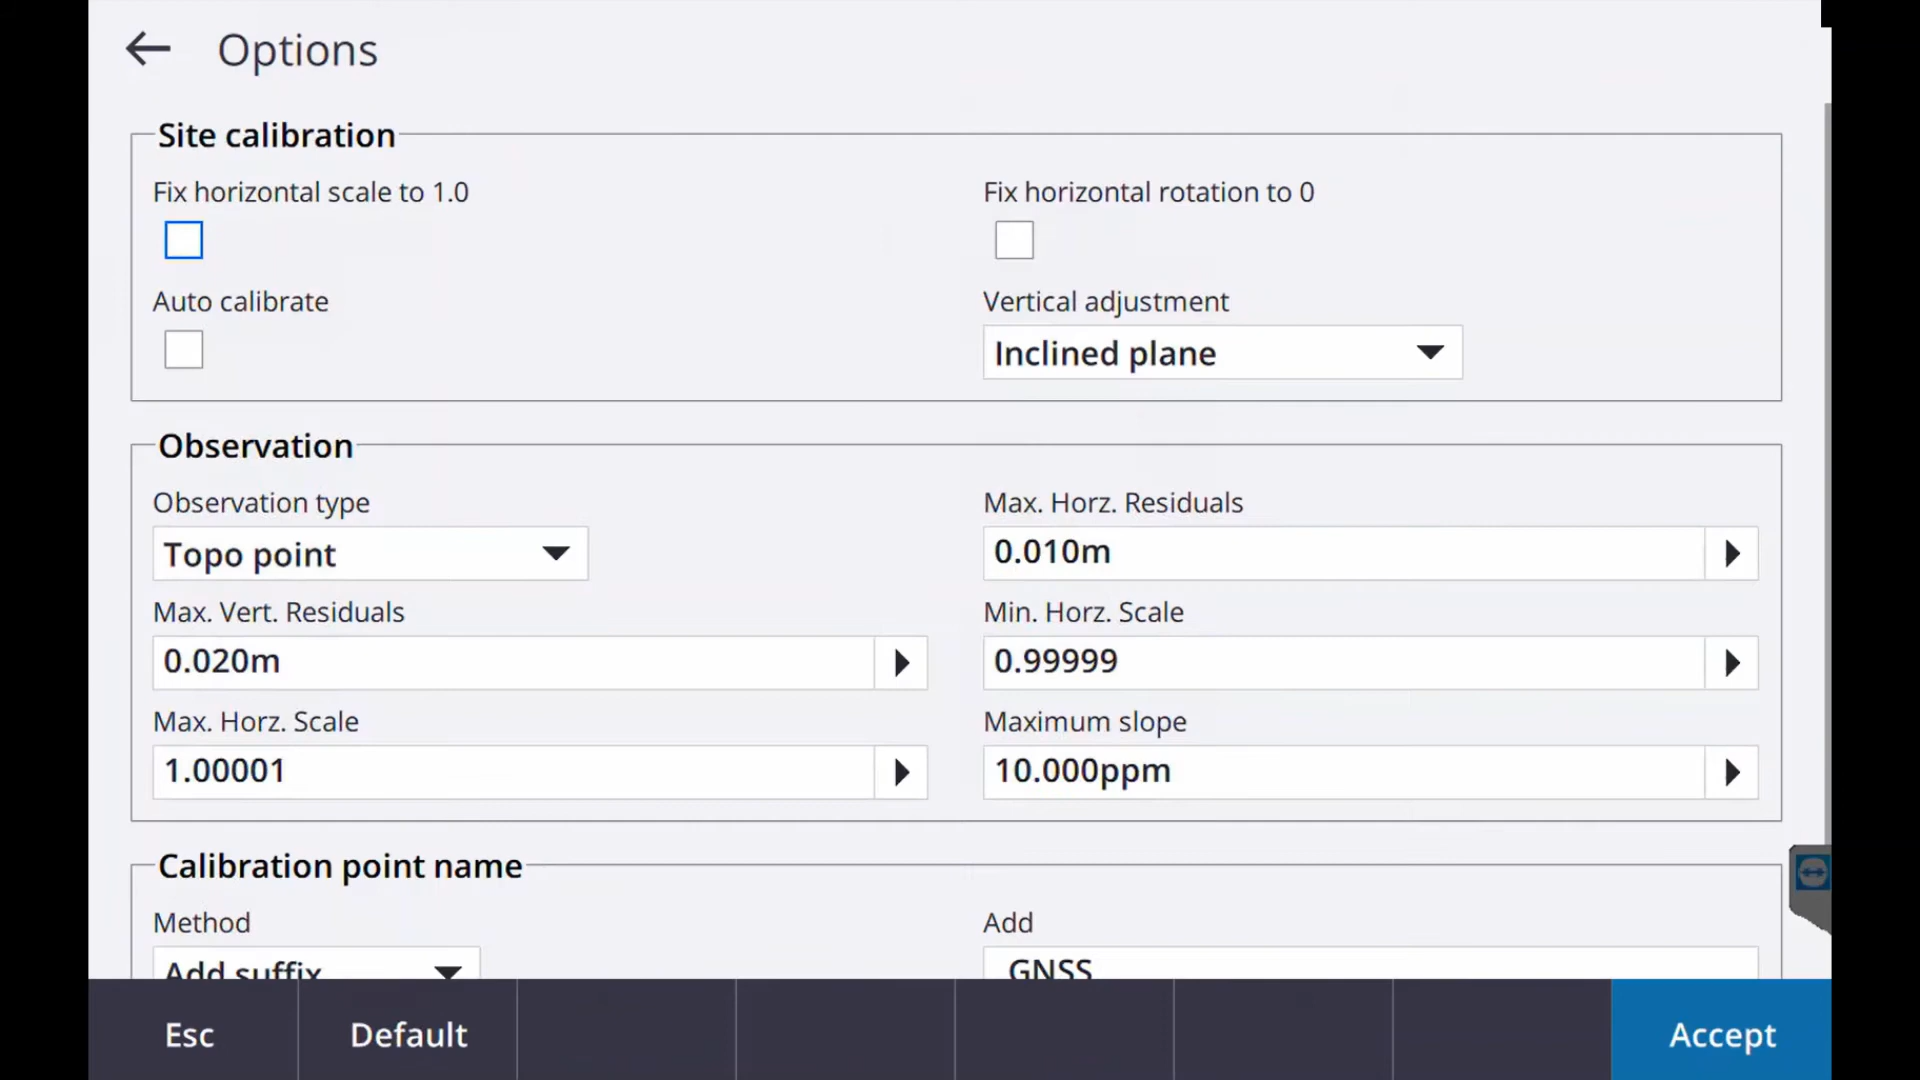 Options
Site calibration
Fix horizontal scale to 1.0
Fix horizontal rotation to 0
Auto calibrate
Vertical adjustment
Inclined plane
Observation
Observation type
Max. Horz. Residuals
Topo point
0.010m
Max. Vert. Residuals
Min. Horz. Scale
0.020m
0.99999
Max. Horz. Scale
Maximum slope
1.00001
10.000ppm
Calibration point name
Method
Add
Add suffix
_GNSS
Esc
Default
Accept